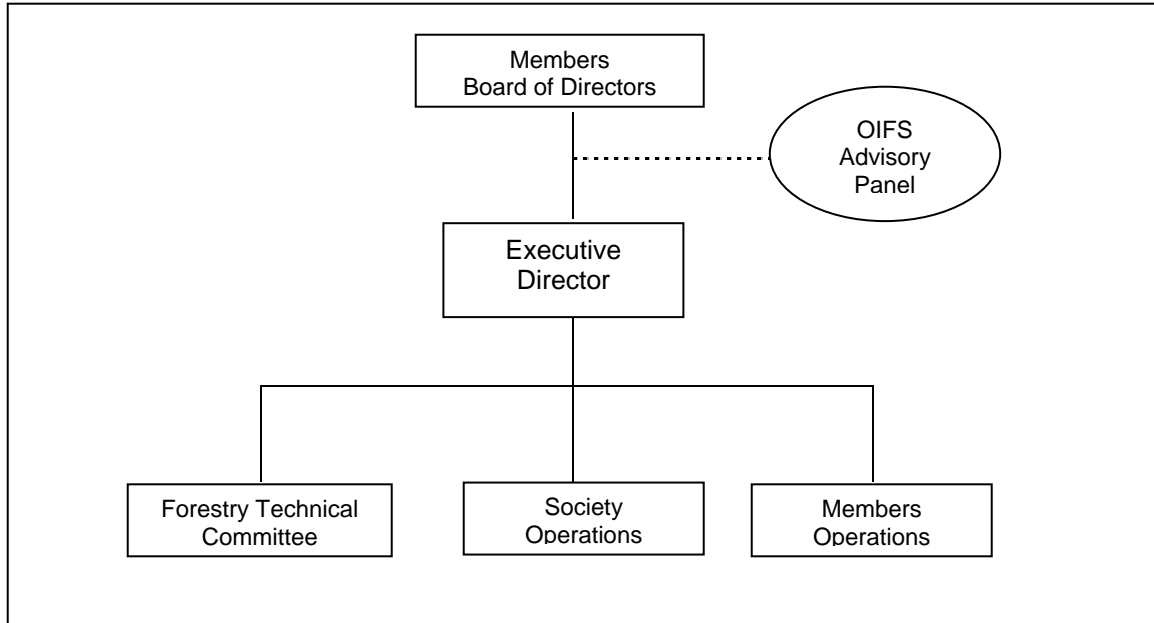 Members
Board of Directors
OIFS
Advisory
Panel
Executive
Director
Forestry Technical
Committee
Society
Operations
Members
Operations